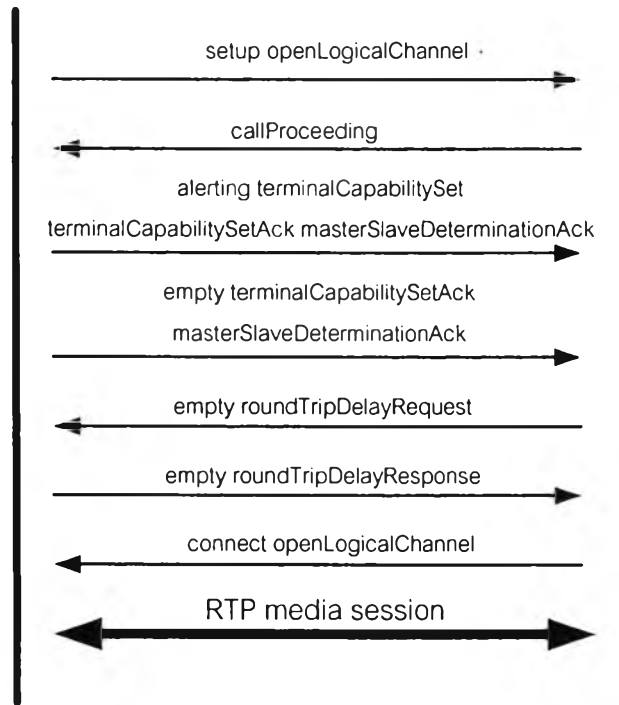 setup openLogicalChannel
callProceeding
alerting terminalCapabilitySet
terminalCapabilitySetAck masterSlaveDeterminationAck
empty terminalCapabilitySetAck
masterSlaveDeterminationAck
empty roundTripDelayRequest
empty roundTripDelayResponse
connect openLogicalChannel
RTP media session